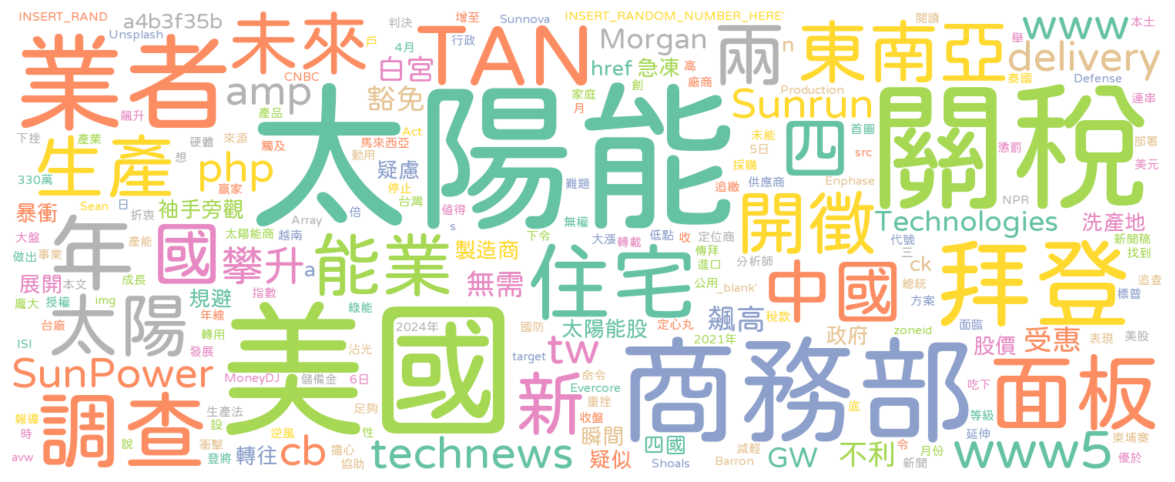 INSERT_RAND
a4b3f35b
未來
TAN
INSERT_RANDOM_NUMBER_HERE'
閱讀
www
本土
Unsplash
判決
增至
Sunnova
戶
行政
4月
Morgan
兩
n
東南亞
舉
delivery
業者
白宮
CNBC
href
急凍
高
廠商
泰國
Defense
飆升
amp
豁免
產品
家庭
創
月
Production
Sunrun
連串
下挫
產業
硬體
來源
觸及
太陽能
Act
馬來西亞
動用
未能
5日
四
首圖
src
關稅
懲罰
部署
美元
生產
想
php
贏家
疑慮
停止
台灣
難題
採購
追繳
供應商
Enphase
330萬
暴衝
Sean
日
折衷
袖手旁觀
Array
倍
值得
s
無權
下令
低點
收
定位商
開徵
NPR
Technologies
洗產地
大盤
事業
做出
年
產能
國
太陽能商
越南
能業
製造商
大漲
轉載
傳拜
進口
分析師
代號
三
新聞稿
找到
展開
本文
成長
攀升
a
無需
住宅
公用
_blank'
中國
ck
總統
拜登
追查
龐大
授權
img
規避
指數
綠能
飆高
稅款
方案
面臨
標普
台廠
太陽
年線
轉用
美國
2024年
國防
定心丸
太陽能股
政府
zoneid
受惠
表現
美股
ISI
發展
沾光
target
tw
2021年
股價
SunPower
MoneyDJ
儲備金
6日
命令
Evercore
新
商務部
吃下
面板
報導
調查
生產法
設
足夠
重挫
收盤
底
等級
時
說
衝擊
逆風
性
瞬間
四國
減輕
令
月份
延伸
柬埔寨
avw
登將
轉往
cb
擔心
協助
technews
疑似
Shoals
Barron
GW
不利
新聞
www5
優於